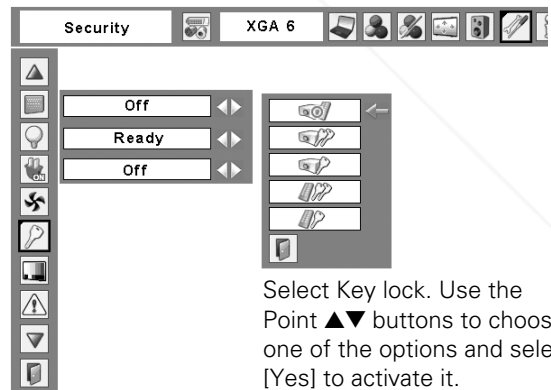 Security
XGA 6
Off
Ready
Off
ON
Select Key lock. Use the
Point ▲▼ buttons to choos
one of the options and sele
[Yes] to activate it.